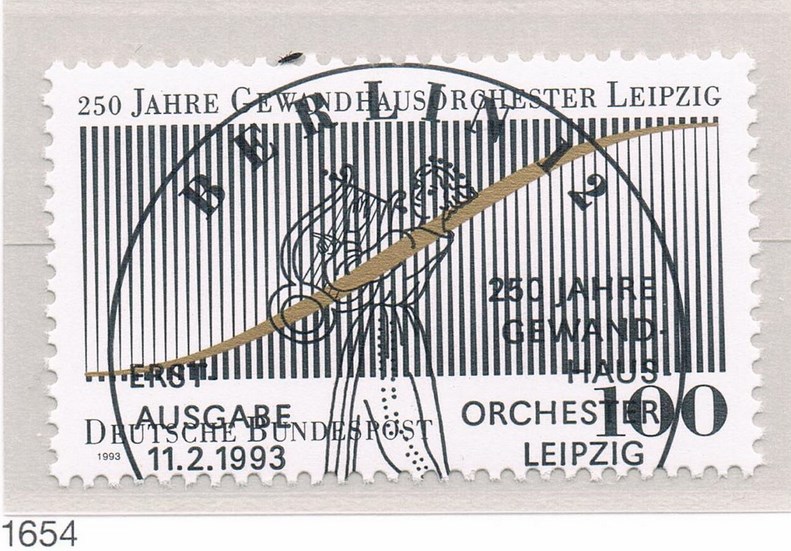 250 JAHRE GEWANDHAUSORCHESTER LEIPZIG
BERLIN 12
250 JAHRE
GEWAND-
HAUS
ORCHESTER
LEIPZIG
ERST-
AUSGABE
11.2.1993
100
DEUTSCHE BUNDESPOST
1993
1654